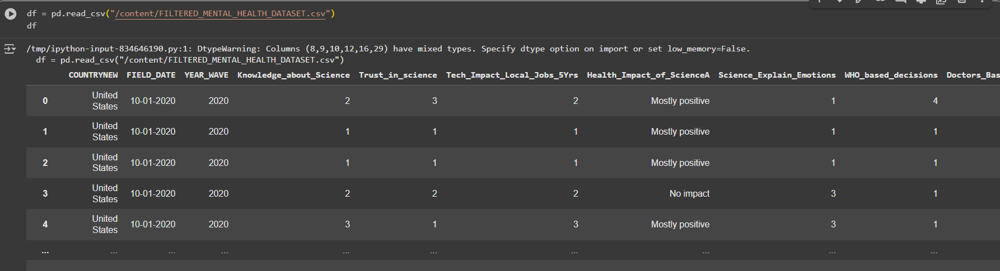 df = pd.read_csv("/content/FILTERED_MENTAL_HEALTH_DATASET.csv")
df
/tmp/ipython-input-834646190.py:1: DtypeWarning: Columns (8,9,10,12,16,29) have mixed types. Specify dtype option on import or set low_memory=False.
df = pd.read_csv("/content/FILTERED_MENTAL_HEALTH_DATASET.csv")
COUNTRYNEW FIELD_DATE YEAR_WAVE Knowledge_about_Science Trust_in_science Tech_Impact_Local_Jobs_5Yrs Health_Impact_of_ScienceA Science_Explain_Emotions WHO_based_decisions Doctors_Bas
0 United States 10-01-2020 2020 2 3 2 Mostly positive 1 4
1 United States 10-01-2020 2020 1 1 1 Mostly positive 1 1
2 United States 10-01-2020 2020 1 1 1 Mostly positive 1 1
3 United States 10-01-2020 2020 2 2 2 No impact 3 1
4 United States 10-01-2020 2020 3 1 3 Mostly positive 3 1
... ... ... ... ... ... ... ... ... ...